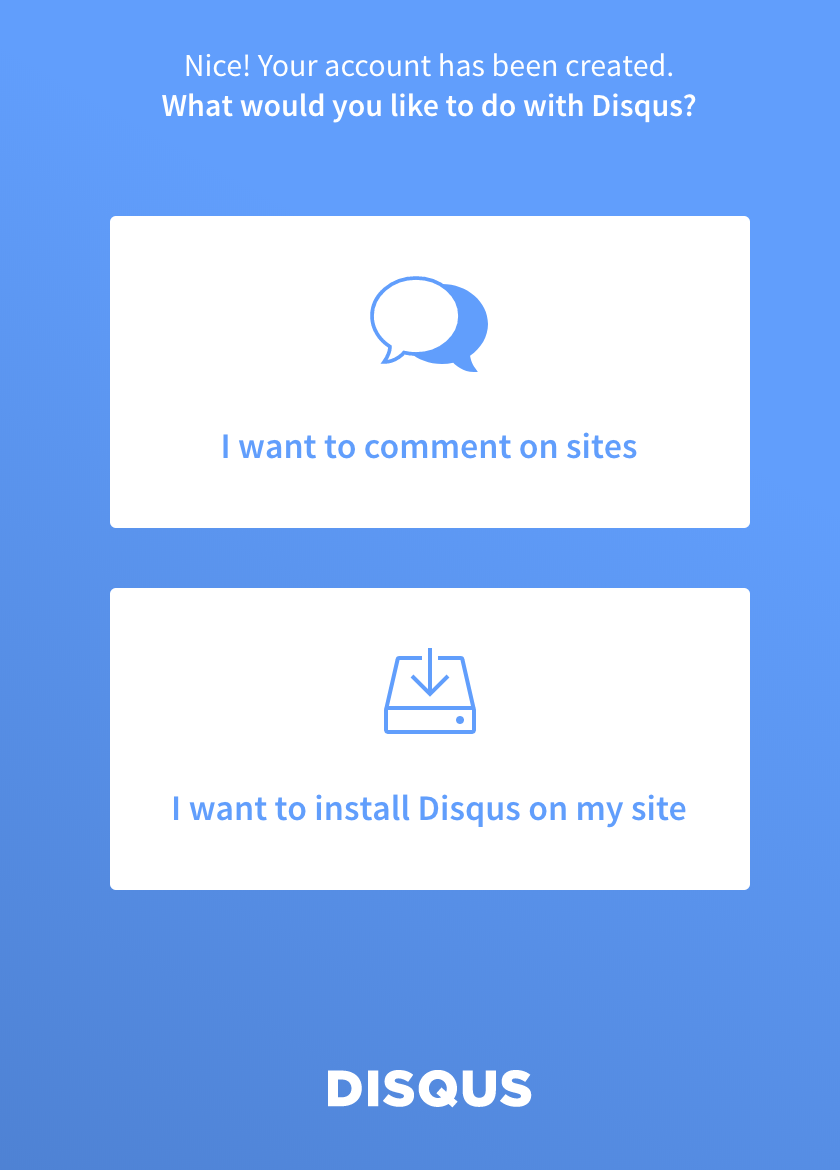 Nice! Your account has been created.
What would you like to do with Disqus?
I want to comment on sites
I want to install Disqus on my site
DISQUS